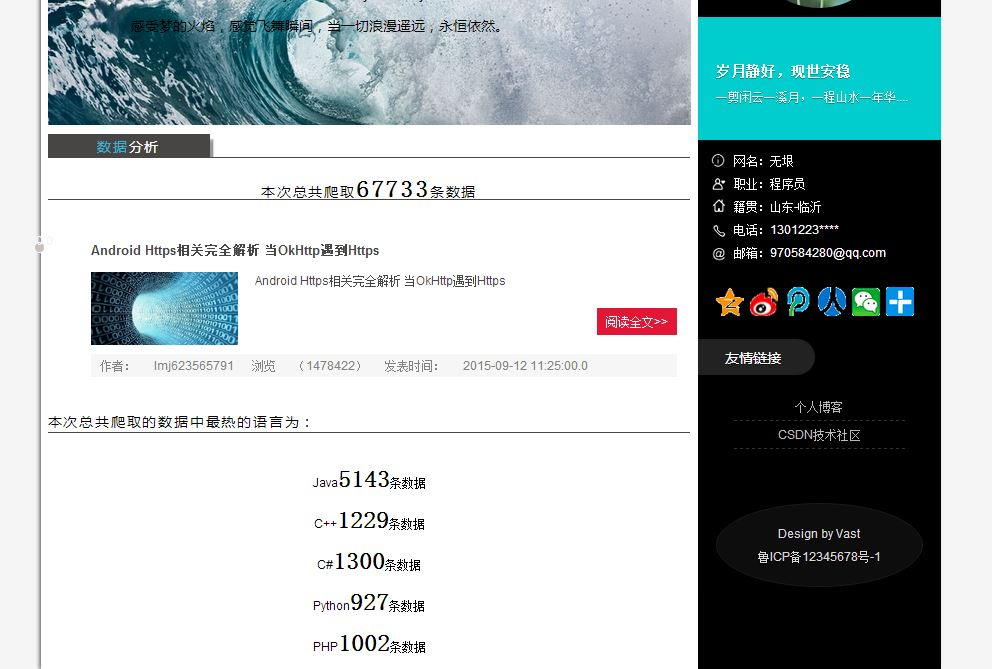 感受梦的火焰，感觉飞舞瞬间，当一切浪漫遥远，永恒依然。
数据分析
本次总共爬取67733条数据
Android Https相关完全解析 当OkHttp遇到Https
Android Https相关完全解析 当OkHttp遇到Https
阅读全文>>
作者： lmj623565791 浏览 （1478422） 发表时间： 2015-09-12 11:25:00.0
本次总共爬取的数据中最热的语言为：
Java5143条数据
C++1229条数据
C#1300条数据
Python927条数据
PHP1002条数据
岁月静好，现世安稳
一剪闲云一溪月，一程山水一年华....
网名：无垠
职业：程序员
籍贯：山东-临沂
电话：1301223****
邮箱：970584280@qq.com
友情链接
个人博客
CSDN技术社区
Design by Vast
鲁ICP备12345678号-1